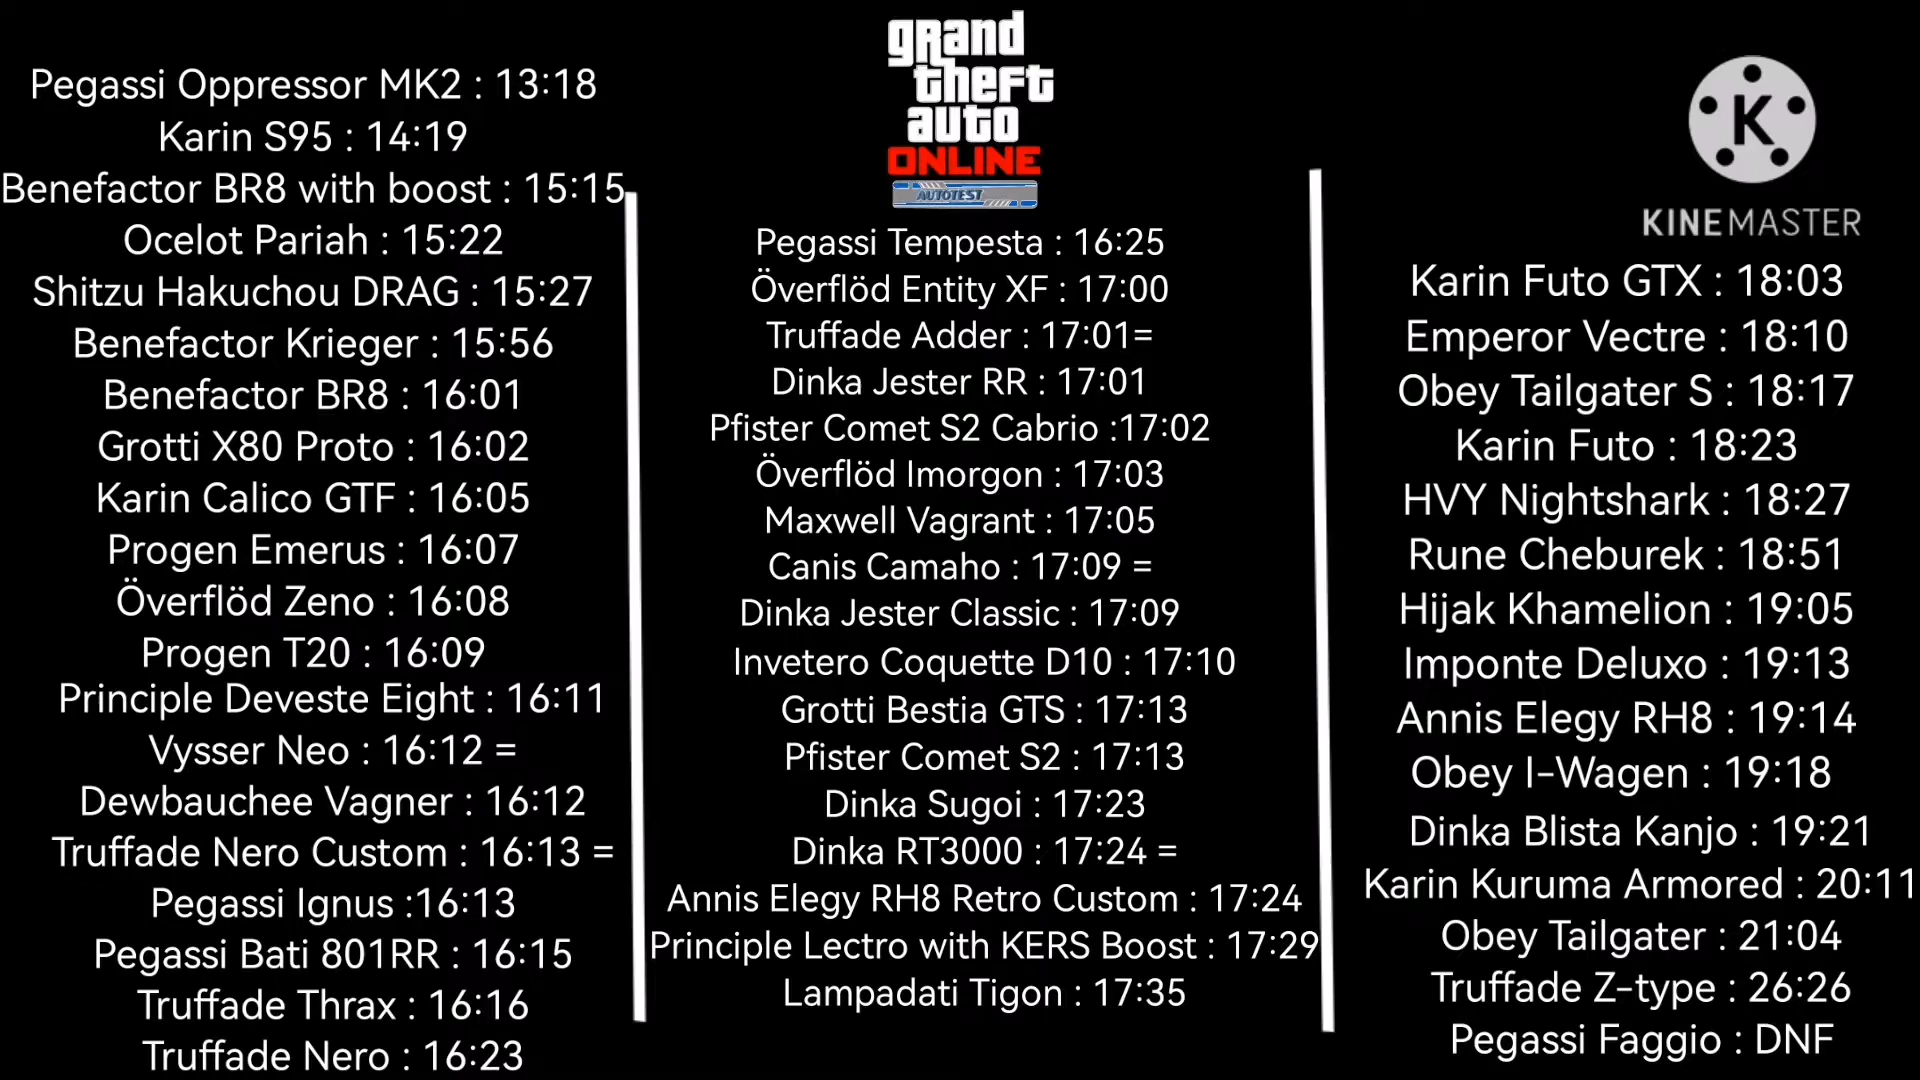 Pegassi Oppressor MK2 : 13:18
Karin S95 : 14:19
Benefactor BR8 with boost : 15:15
Ocelot Pariah : 15:22
Shitzu Hakuchou DRAG : 15:27
Benefactor Krieger : 15:56
Benefactor BR8 : 16:01
Grotti X80 Proto : 16:02
Karin Calico GTF : 16:05
Progen Emerus : 16:07
Överflöd Zeno : 16:08
Progen T20 : 16:09
Principle Deveste Eight : 16:11
Vysser Neo : 16:12 =
Dewbauchee Vagner : 16:12
Truffade Nero Custom : 16:13 =
Pegassi Ignus :16:13
Pegassi Bati 801RR : 16:15
Truffade Thrax : 16:16
Truffade Nero : 16:23
grand
theft
auto
ONLINE
AUTOTEST
Pegassi Tempesta : 16:25
Överflöd Entity XF : 17:00
Truffade Adder : 17:01=
Dinka Jester RR : 17:01
Pfister Comet S2 Cabrio :17:02
Överflöd Imorgon : 17:03
Maxwell Vagrant : 17:05
Canis Camaho : 17:09 =
Dinka Jester Classic : 17:09
Invetero Coquette D10 : 17:10
Grotti Bestia GTS : 17:13
Pfister Comet S2 : 17:13
Dinka Sugoi : 17:23
Dinka RT3000 : 17:24 =
Annis Elegy RH8 Retro Custom : 17:24
Principle Lectro with KERS Boost : 17:29
Lampadati Tigon : 17:35
K
KINEMASTER
Karin Futo GTX : 18:03
Emperor Vectre : 18:10
Obey Tailgater S : 18:17
Karin Futo : 18:23
HVY Nightshark : 18:27
Rune Cheburek : 18:51
Hijak Khamelion : 19:05
Imponte Deluxo : 19:13
Annis Elegy RH8 : 19:14
Obey I-Wagen : 19:18
Dinka Blista Kanjo : 19:21
Karin Kuruma Armored : 20:11
Obey Tailgater : 21:04
Truffade Z-type : 26:26
Pegassi Faggio : DNF